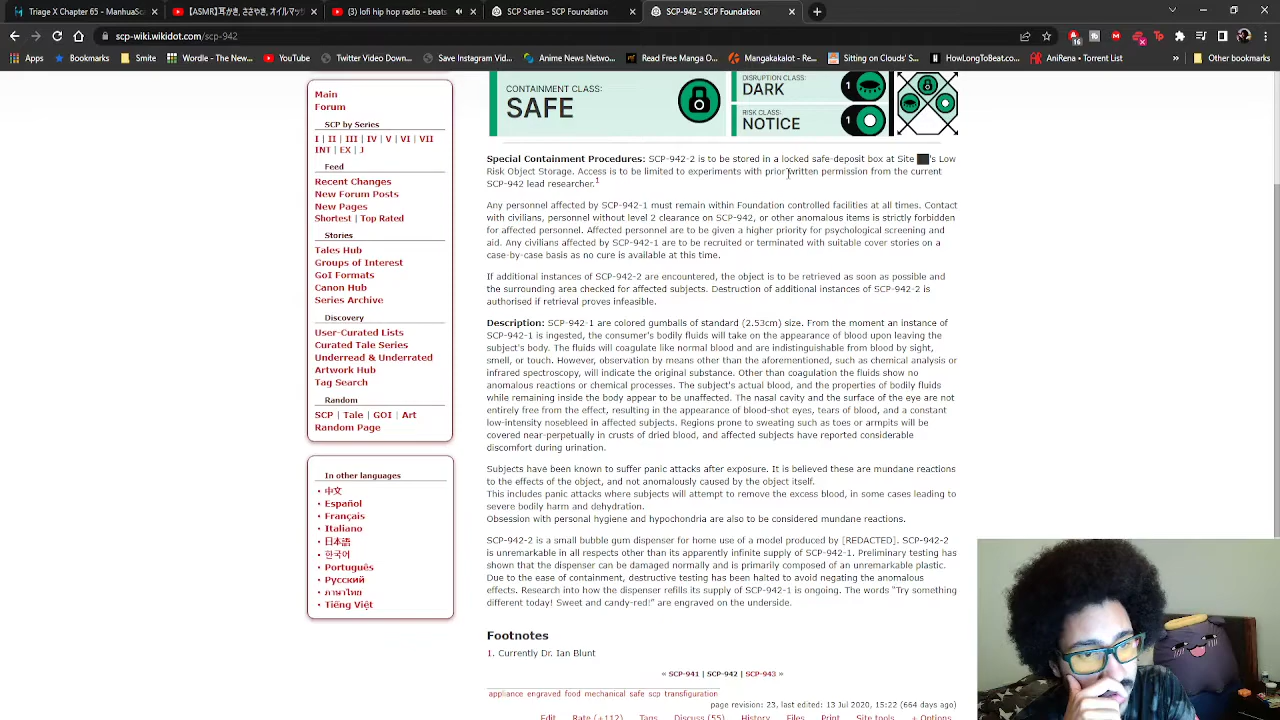 Triage X Chapter 65 - ManhuaSc
【ASMR】耳かき、ささやき、オイルマッ
(3) lofi hip hop radio - bea
SCP Series - SCP Foundation
SCP-942 - SCP Foundation
scp-wiki.wikidot.com/scp-942
Bookmarks
Google
Wordle - The New Y...
YouTube
Twitter Video Down...
Save Instagram Vid...
Anime News Netwo...
Read Free Manga O...
Mangakakalot - Rea...
Sitting on Clouds' S...
HowLongToBeat.co...
AniRena : Torrent List
»
Other bookmarks
Main
Forum
SCP by Series
I | II | III | IV | V | VI | VII
INT | EX | J
Feed
Recent Changes
New Forum Posts
New Pages
Shortest | Top Rated
Stories
Tales Hub
Groups of Interest
GoI Formats
Canon Hub
Series Archive
Discovery
User-Curated Lists
Curated Tale Series
Underread & Underrated
Artwork Hub
Tag Search
Random
SCP | Tale | GOI | Art
Random Page
In other languages
中文
Español
Français
Italiano
日本語
한국어
Português
Русский
ภาษาไทย
Tiếng Việt
CONTAINMENT CLASS:
SAFE
DISRUPTION CLASS:
DARK
1
RISK CLASS:
NOTICE
1
Special Containment Procedures: SCP-942-2 is to be stored in a locked safe-deposit box at Site ██'s Low
Risk Object Storage. Access is to be limited to experiments with prior written permission from the current
SCP-942 lead researcher.1
Any personnel affected by SCP-942-1 must remain within Foundation controlled facilities at all times. Contact
with civilians, personnel without level 2 clearance on SCP-942, or other anomalous items is strictly forbidden
for affected personnel. Affected personnel are to be given a higher priority for psychological screening and
aid. Any civilians affected by SCP-942-1 are to be recruited or terminated with suitable cover stories on a
case-by-case basis as no cure is available at this time.
If additional instances of SCP-942-2 are encountered, the object is to be retrieved as soon as possible and
the surrounding area checked for affected subjects. Destruction of additional instances of SCP-942-2 is
authorised if retrieval proves infeasible.
Description: SCP-942-1 are colored gumballs of standard (2.53cm) size. From the moment an instance of
SCP-942-1 is ingested, the consumer's bodily fluids will take on the appearance of blood upon leaving the
subject's body. The fluids will coagulate like normal blood and are indistinguishable from blood by sight,
smell, or touch. However, observation by means other than the aforementioned, such as chemical analysis or
infrared spectroscopy, will indicate the original substance. Other than coagulation the fluids show no
anomalous reactions or chemical processes. The subject's actual blood, and the properties of bodily fluids
while remaining inside the body appear to be unaffected. The nasal cavity and the surface of the eye are not
entirely free from the effect, resulting in the appearance of blood-shot eyes, tears of blood, and a constant
low-intensity nosebleed in affected subjects. Regions prone to sweating such as toes or armpits will be
covered near-perpetually in crusts of dried blood, and affected subjects have reported considerable
discomfort during urination.
Subjects have been known to suffer panic attacks after exposure. It is believed these are mundane reactions
to the effects of the object, and not anomalously caused by the object itself.
This includes panic attacks where subjects will attempt to remove the excess blood, in some cases leading to
severe bodily harm and dehydration.
Obsession with personal hygiene and hypochondria are also to be considered mundane reactions.
SCP-942-2 is a small bubble gum dispenser for home use of a model produced by [REDACTED]. SCP-942-2
is unremarkable in all respects other than its apparently infinite supply of SCP-942-1. Preliminary testing has
shown that the dispenser can be damaged normally and is primarily composed of an unremarkable plastic.
Due to the ease of containment, destructive testing has been halted to avoid negating the anomalous
effects. Research into how the dispenser refills its supply of SCP-942-1 is ongoing. The words "Try something
different today! Sweet and candy-red!" are engraved on the underside.
Footnotes
1. Currently Dr. Ian Blunt
« SCP-941 | SCP-942 | SCP-943 »
appliance engraved food mechanical safe scp transfiguration
page revision: 23, last edited: 13 Jul 2020, 15:22 (664 days ago)
Edit Rate (+112) Tags Discuss (55) History Files Print Site tools + Options